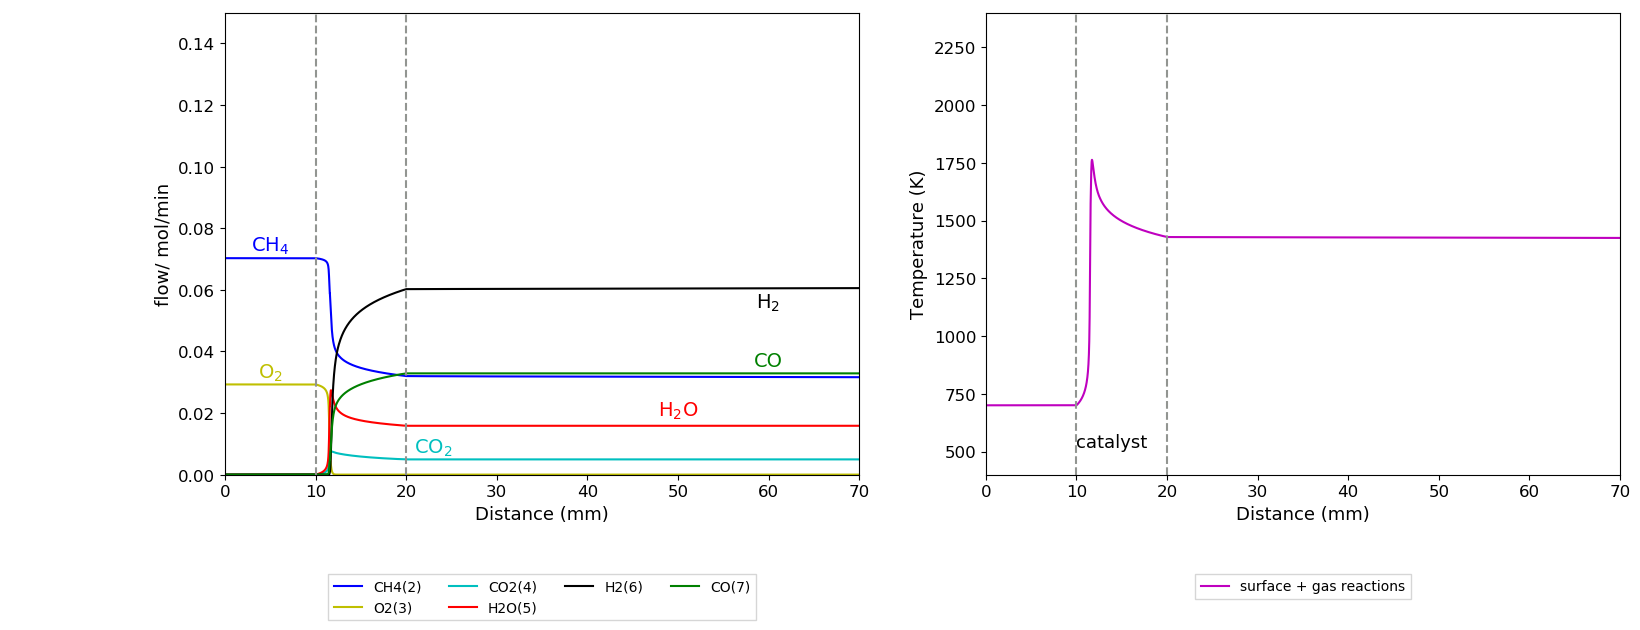 0.14
0.12
0.10
0.08
0.06
0.04
0.02
0.00
flow/ mol/min
CH₄
O₂
H₂
CO
H₂O
CO₂
0 10 20 30 40 50 60 70
Distance (mm)
CH4(2) CO2(4) H2(6) CO(7)
O2(3) H2O(5)
2250
2000
1750
1500
1250
1000
750
500
Temperature (K)
catalyst
0 10 20 30 40 50 60 70
Distance (mm)
surface + gas reactions